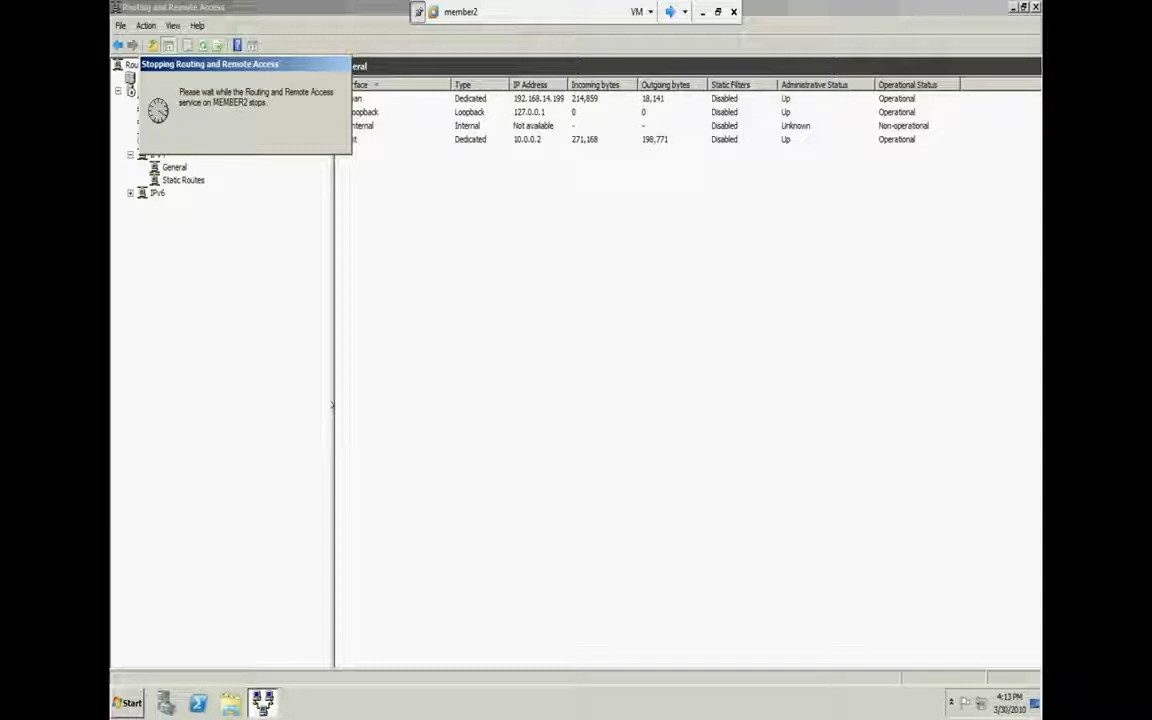 Routing and Remote Access
member2
VM
File Action View Help
Rou
Stopping Routing and Remote Access
eral
Please wait while the Routing and Remote Access
service on MEMBER2 stops.
rface Type IP Address Incoming bytes Outgoing bytes Static Filters Administrative Status Operational Status
an Dedicated 192.168.14.199 214,859 18,141 Disabled Up Operational
oopback Loopback 127.0.0.1 0 0 Disabled Up Operational
nternal Internal Not available - - Disabled Unknown Non-operational
t Dedicated 10.0.0.2 271,168 198,771 Disabled Up Operational
General
Static Routes
IPv6
Start
4:13 PM
3/30/2010